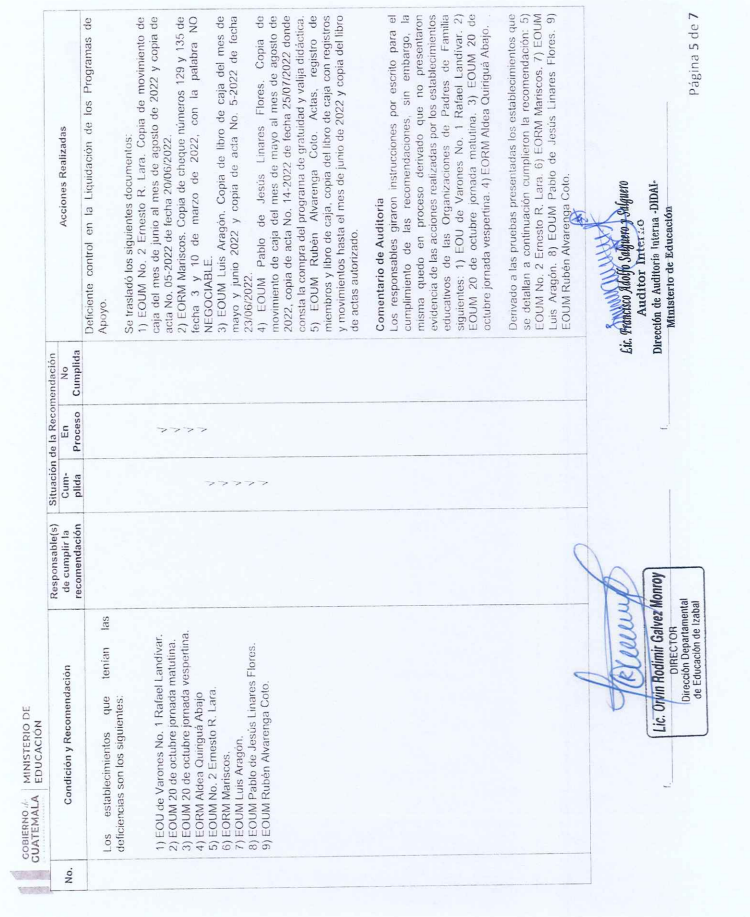 GOBIERNO de GUATEMALA | MINISTERIO DE EDUCACIÓN
No.
Condición y Recomendación
Responsable(s) de cumplir la recomendación
Situación de la Recomendación
Cum-plida
En Proceso
No Cumplida
Acciones Realizadas
Los establecimientos que tenían las
deficiencias son los siguientes:
1) EOU de Varones No. 1 Rafael Landívar.
2) EOUM 20 de octubre jornada matutina.
3) EOUM 20 de octubre jornada vespertina.
4) EORM Aldea Quiriguá Abajo
5) EOUM No. 2 Ernesto R. Lara.
6) EORM Mariscos.
7) EOUM Luis Aragón.
8) EOUM Pablo de Jesús Linares Flores.
9) EOUM Rubén Alvarenga Coto.
Deficiente control en la Liquidación de los Programas de
Apoyo.
Se traslado los siguientes documentos:
1) EOUM No. 2 Ernesto R. Lara. Copia de movimiento de
caja del mes de junio al mes de agosto de 2022 y copia de
acta No. 05-2022 de fecha 20/06/2022.
2) EORM Mariscos. Copia de cheque números 129 y 135 de
fecha 3 y 10 de marzo de 2022, con la palabra NO
NEGOCIABLE.
3) EOUM Luis Aragón. Copia de libro de caja del mes de
mayo y junio 2022 y copia de acta No. 5-2022 de fecha
23/06/2022.
4) EOUM Pablo de Jesús Linares Flores. Copia de
movimiento de caja del mes de mayo al mes de agosto de
2022, copia de acta No. 14-2022 de fecha 25/07/2022 donde
consta la compra del programa de gratuidad y valija didáctica.
5) EOUM Rubén Alvarenga Coto. Actas, registro de
miembros y libro de caja, copia del libro de caja con registros
y movimientos hasta el mes de junio de 2022 y copia del libro
de actas autorizado.
Comentario de Auditoría
Los responsables giraron instrucciones por escrito para el
cumplimiento de las recomendaciones, sin embargo, la
misma quedo en proceso derivado que no presentaron
evidencia de las acciones realizadas por los establecimientos
educativos de las Organizaciones de Padres de Familia
siguientes: 1) EOU de Varones No. 1 Rafael Landívar. 2)
EOUM 20 de octubre jornada matutina. 3) EOUM 20 de
octubre jornada vespertina. 4) EORM Aldea Quiriguá Abajo.
Derivado a las pruebas presentadas los establecimientos que
se detallan a continuación cumplieron la recomendación: 5)
EOUM No. 2 Ernesto R. Lara. 6) EORM Mariscos. 7) EOUM
Luis Aragón. 8) EOUM Pablo de Jesús Linares Flores. 9)
EOUM Rubén Alvarenga Coto.
f.
Lic. Orvin Rodimir Galvez Monroy
DIRECTOR
Dirección Departamental
de Educación de Izabal
f.
Lic. Francisco Adolfo Salguero y Salguero
Auditor Interno
Dirección de Auditoría Interna -DIDAI-
Ministerio de Educación
Página 5 de 7